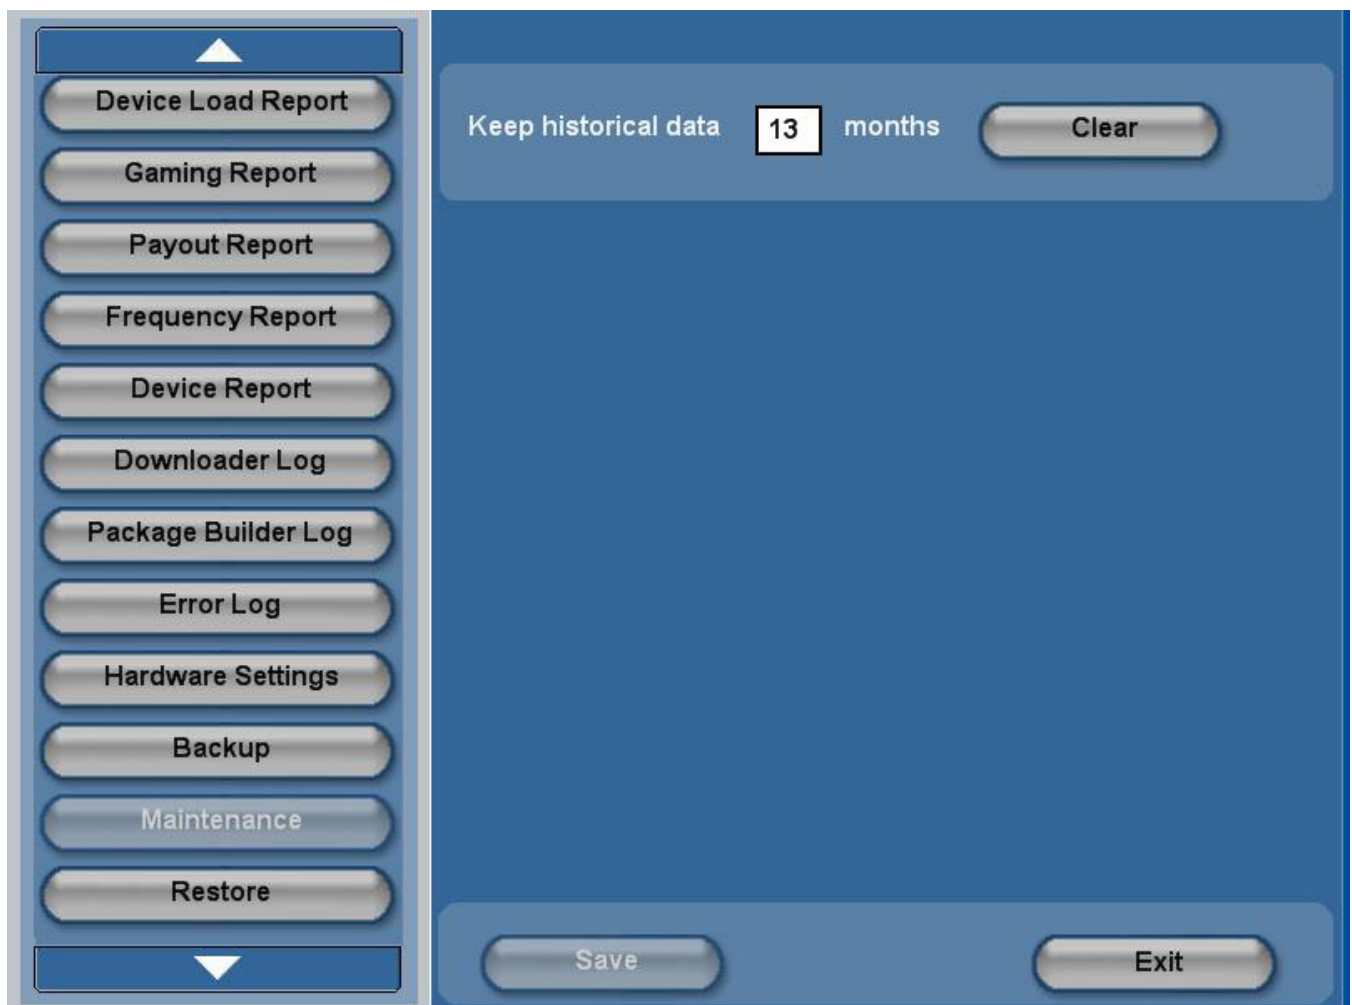 Device Load Report
Gaming Report
Payout Report
Frequency Report
Device Report
Downloader Log
Package Builder Log
Error Log
Hardware Settings
Backup
Maintenance
Restore
Keep historical data 13 months Clear
Save Exit